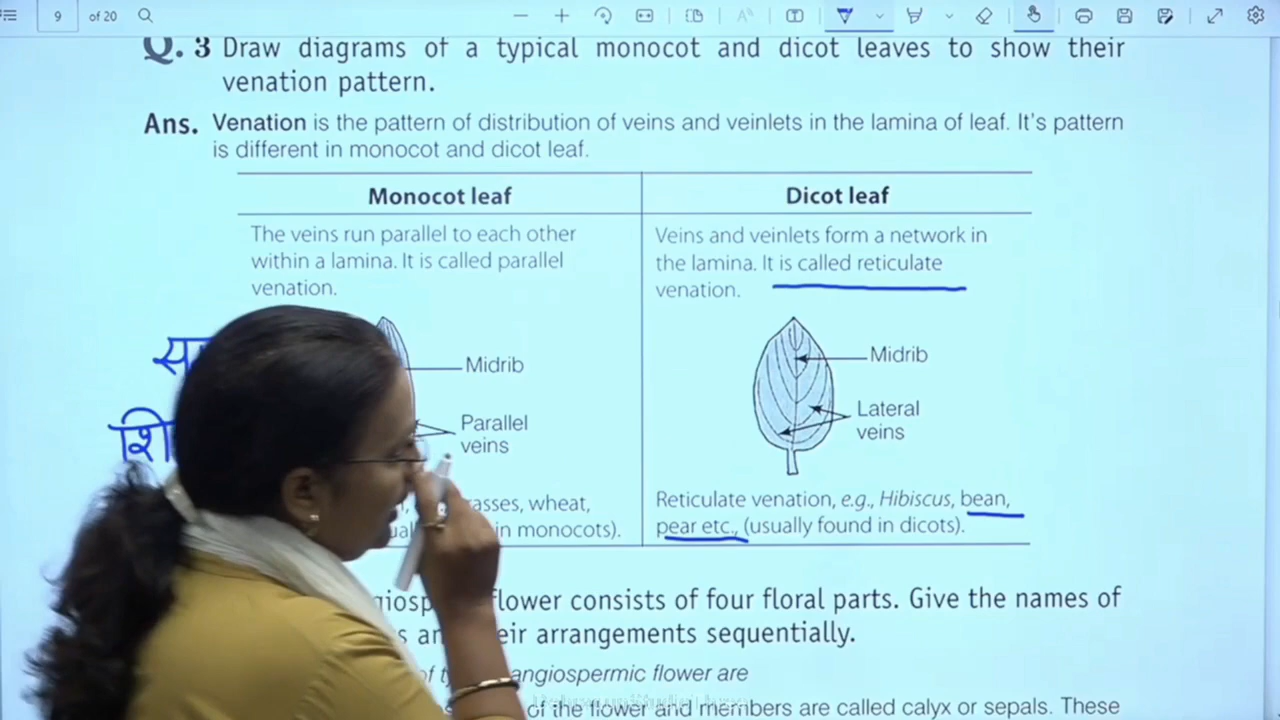 9 of 20
Q. 3 Draw diagrams of a typical monocot and dicot leaves to show their
venation pattern.
Ans. Venation is the pattern of distribution of veins and veinlets in the lamina of leaf. It's pattern
is different in monocot and dicot leaf.
Monocot leaf
The veins run parallel to each other
within a lamina. It is called parallel
venation.
Midrib
Parallel
veins
asses, wheat,
in monocots).
Dicot leaf
Veins and veinlets form a network in
the lamina. It is called reticulate
venation.
Midrib
Lateral
veins
Reticulate venation, e.g., Hibiscus, bean,
pear etc., (usually found in dicots).
शि
flower consists of four floral parts. Give the names of
eir arrangements sequentially.
angiospermic flower are
of the flower and members are called calyx or sepals. These